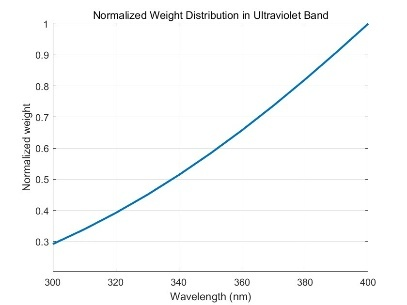 Normalized Weight Distribution in Ultraviolet Band
1
0.9
0.8
0.7
0.6
0.5
0.4
0.3
Normalized weight
300 320 340 360 380 400
Wavelength (nm)